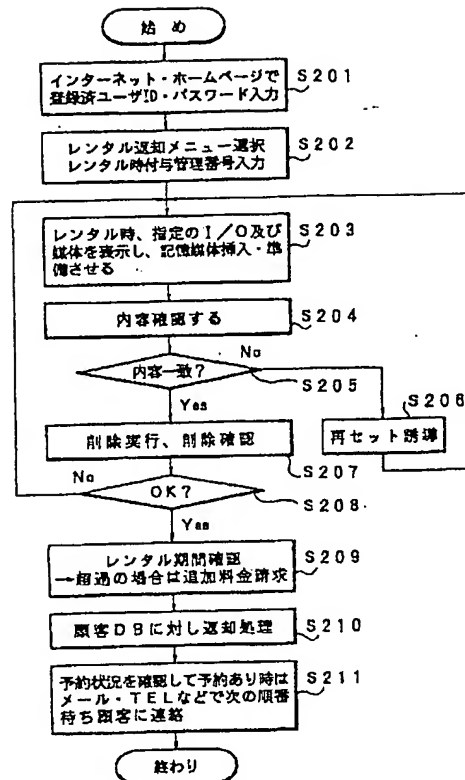 始め
インターネット・ホームページで
登録済ユーザID・パスワード入力
S201
レンタル返却メニュー選択
レンタル時付与管理番号入力
S202
レンタル時、指定のI/O及び
媒体を表示し、記憶媒体挿入・準
備させる
S203
内容確認する
S204
内容一致?
No
S205
Yes
S206
再セット誘導
削除実行、削除確認
S207
No
OK?
S208
Yes
レンタル期間確認
→超過の場合は追加料金請求
S209
顧客DBに対し返却処理
S210
予約状況を確認して予約あり時は
メール・TELなどで次の順番
待ち顧客に連絡
S211
終わり